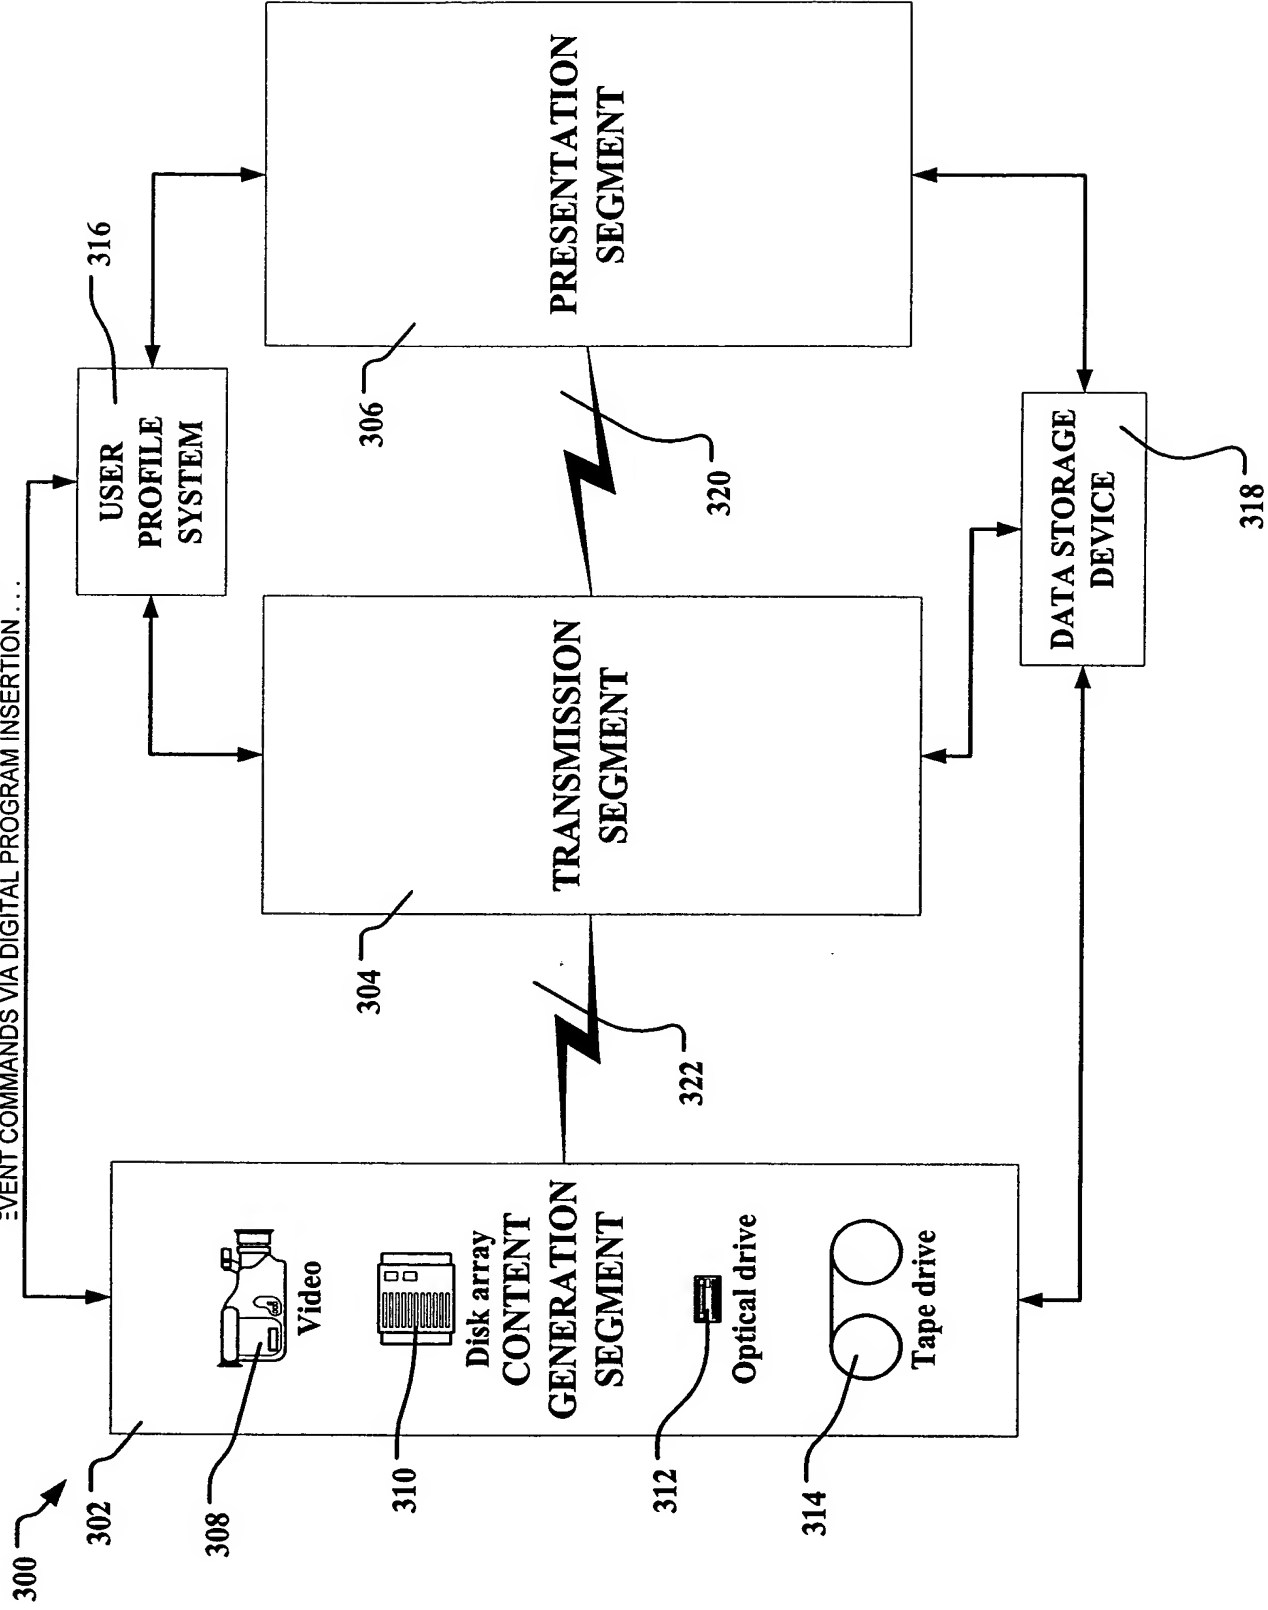 EVENT COMMANDS VIA DIGITAL PROGRAM INSERTION ...
300
302
308
310
312
314
Video
Disk array
CONTENT
GENERATION
SEGMENT
Optical drive
Tape drive
322
304
TRANSMISSION
SEGMENT
320
306
PRESENTATION
SEGMENT
USER
PROFILE
SYSTEM
316
DATA STORAGE
DEVICE
318